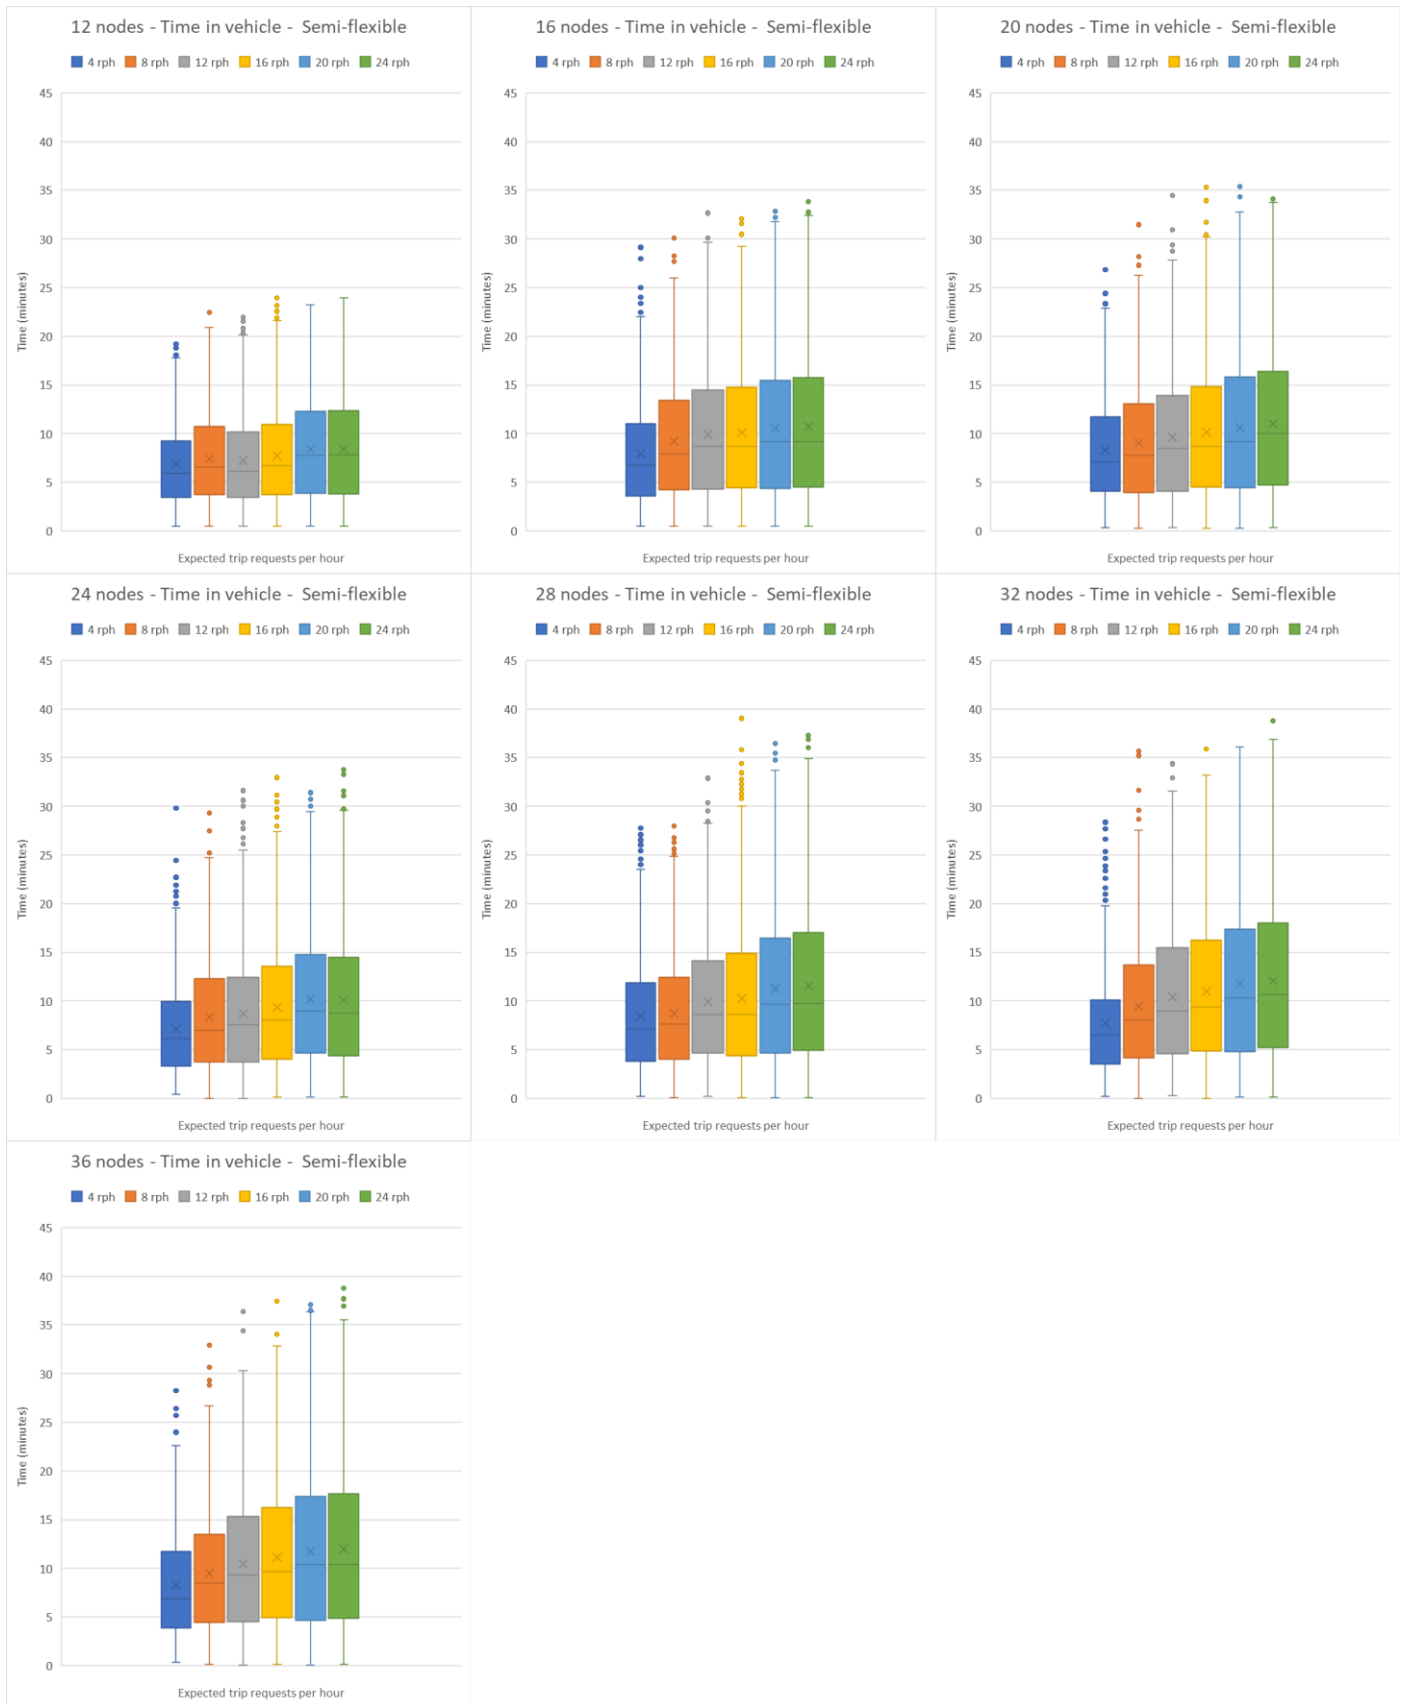 12 nodes - Time in vehicle - Semi-flexible
4 rph 8 rph 12 rph 16 rph 20 rph 24 rph
45
40
35
30
25
20
15
10
5
0
Time (minutes)
Expected trip requests per hour
16 nodes - Time in vehicle - Semi-flexible
4 rph 8 rph 12 rph 16 rph 20 rph 24 rph
45
40
35
30
25
20
15
10
5
0
Time (minutes)
Expected trip requests per hour
20 nodes - Time in vehicle - Semi-flexible
4 rph 8 rph 12 rph 16 rph 20 rph 24 rph
45
40
35
30
25
20
15
10
5
0
Time (minutes)
Expected trip requests per hour
24 nodes - Time in vehicle - Semi-flexible
4 rph 8 rph 12 rph 16 rph 20 rph 24 rph
45
40
35
30
25
20
15
10
5
0
Time (minutes)
Expected trip requests per hour
28 nodes - Time in vehicle - Semi-flexible
4 rph 8 rph 12 rph 16 rph 20 rph 24 rph
45
40
35
30
25
20
15
10
5
0
Time (minutes)
Expected trip requests per hour
32 nodes - Time in vehicle - Semi-flexible
4 rph 8 rph 12 rph 16 rph 20 rph 24 rph
45
40
35
30
25
20
15
10
5
0
Time (minutes)
Expected trip requests per hour
36 nodes - Time in vehicle - Semi-flexible
4 rph 8 rph 12 rph 16 rph 20 rph 24 rph
45
40
35
30
25
20
15
10
5
0
Time (minutes)
Expected trip requests per hour